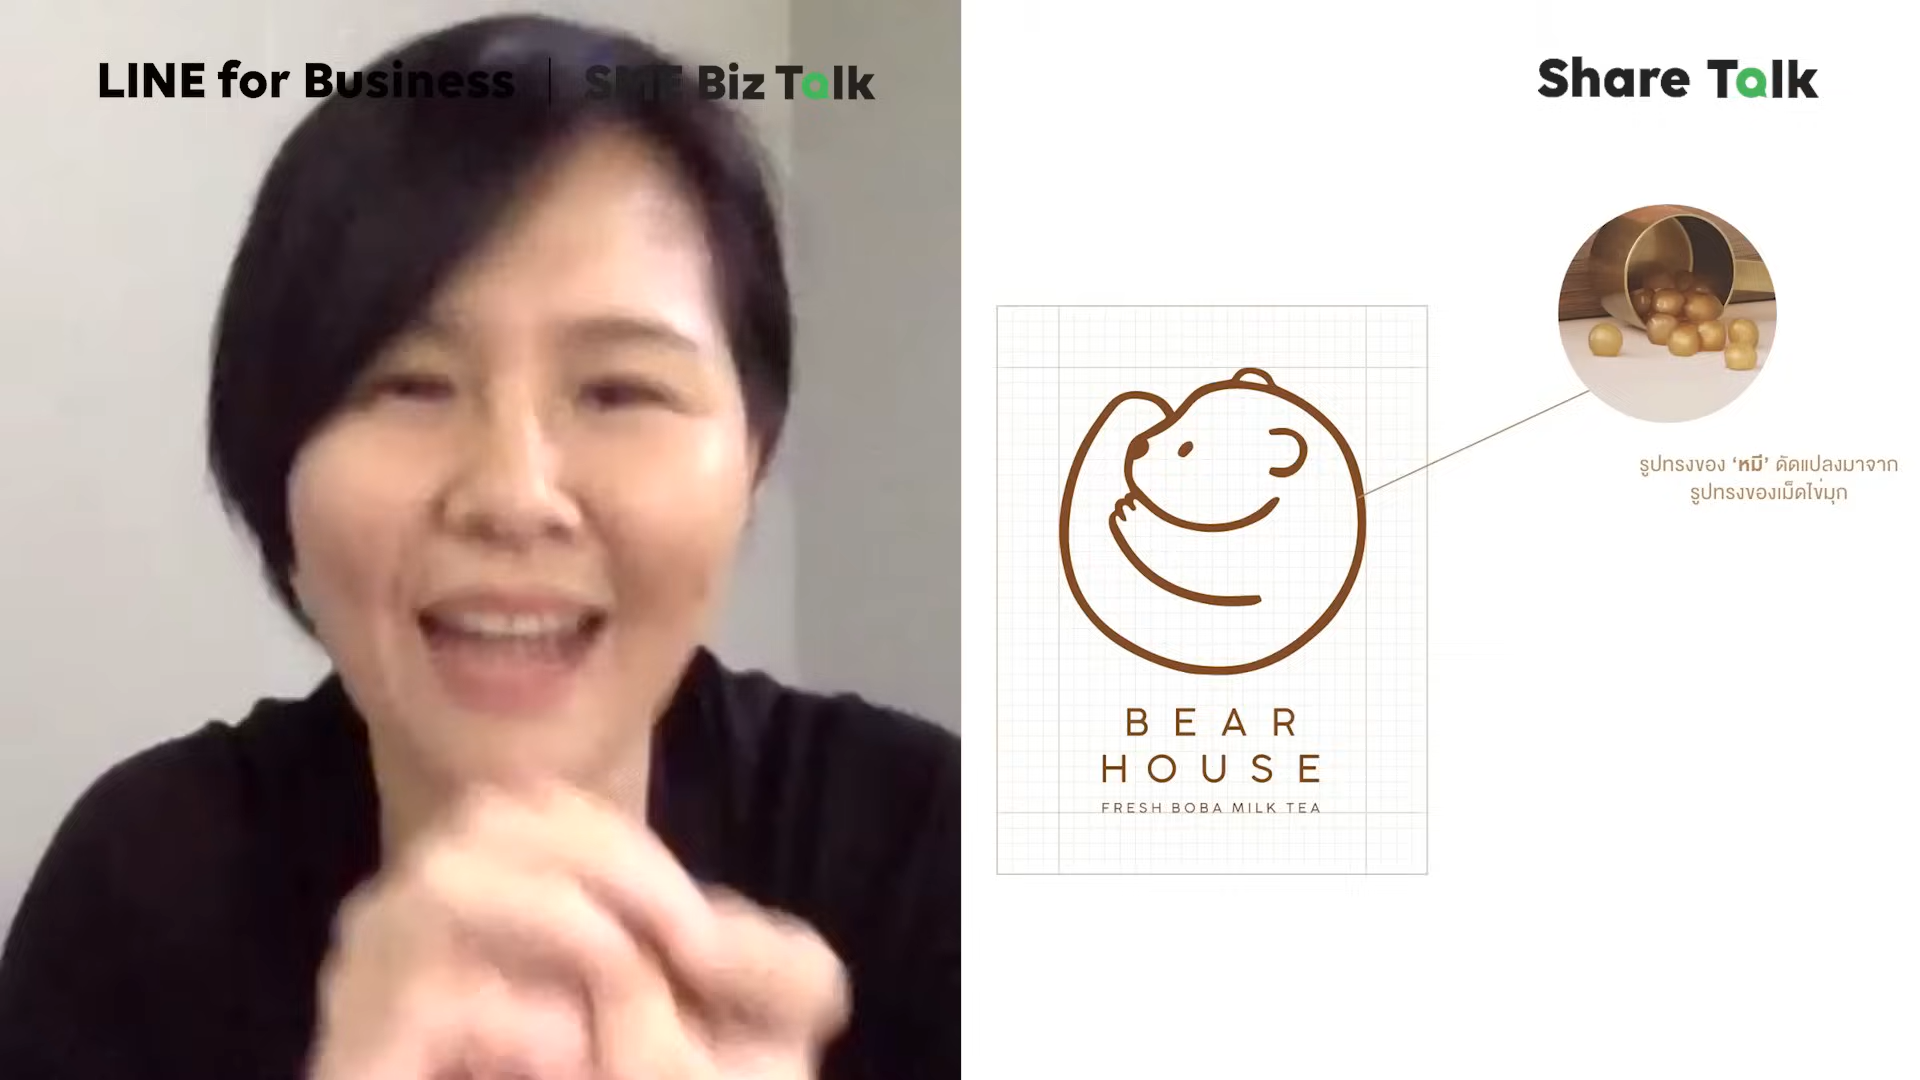 LINE for Business | SME Biz Talk
Share Talk
รูปทรงของ ‘หมี’ ดัดแปลงมาจาก
รูปทรงของเม็ดไข่มุก
BEAR
HOUSE
FRESH BOBA MILK TEA